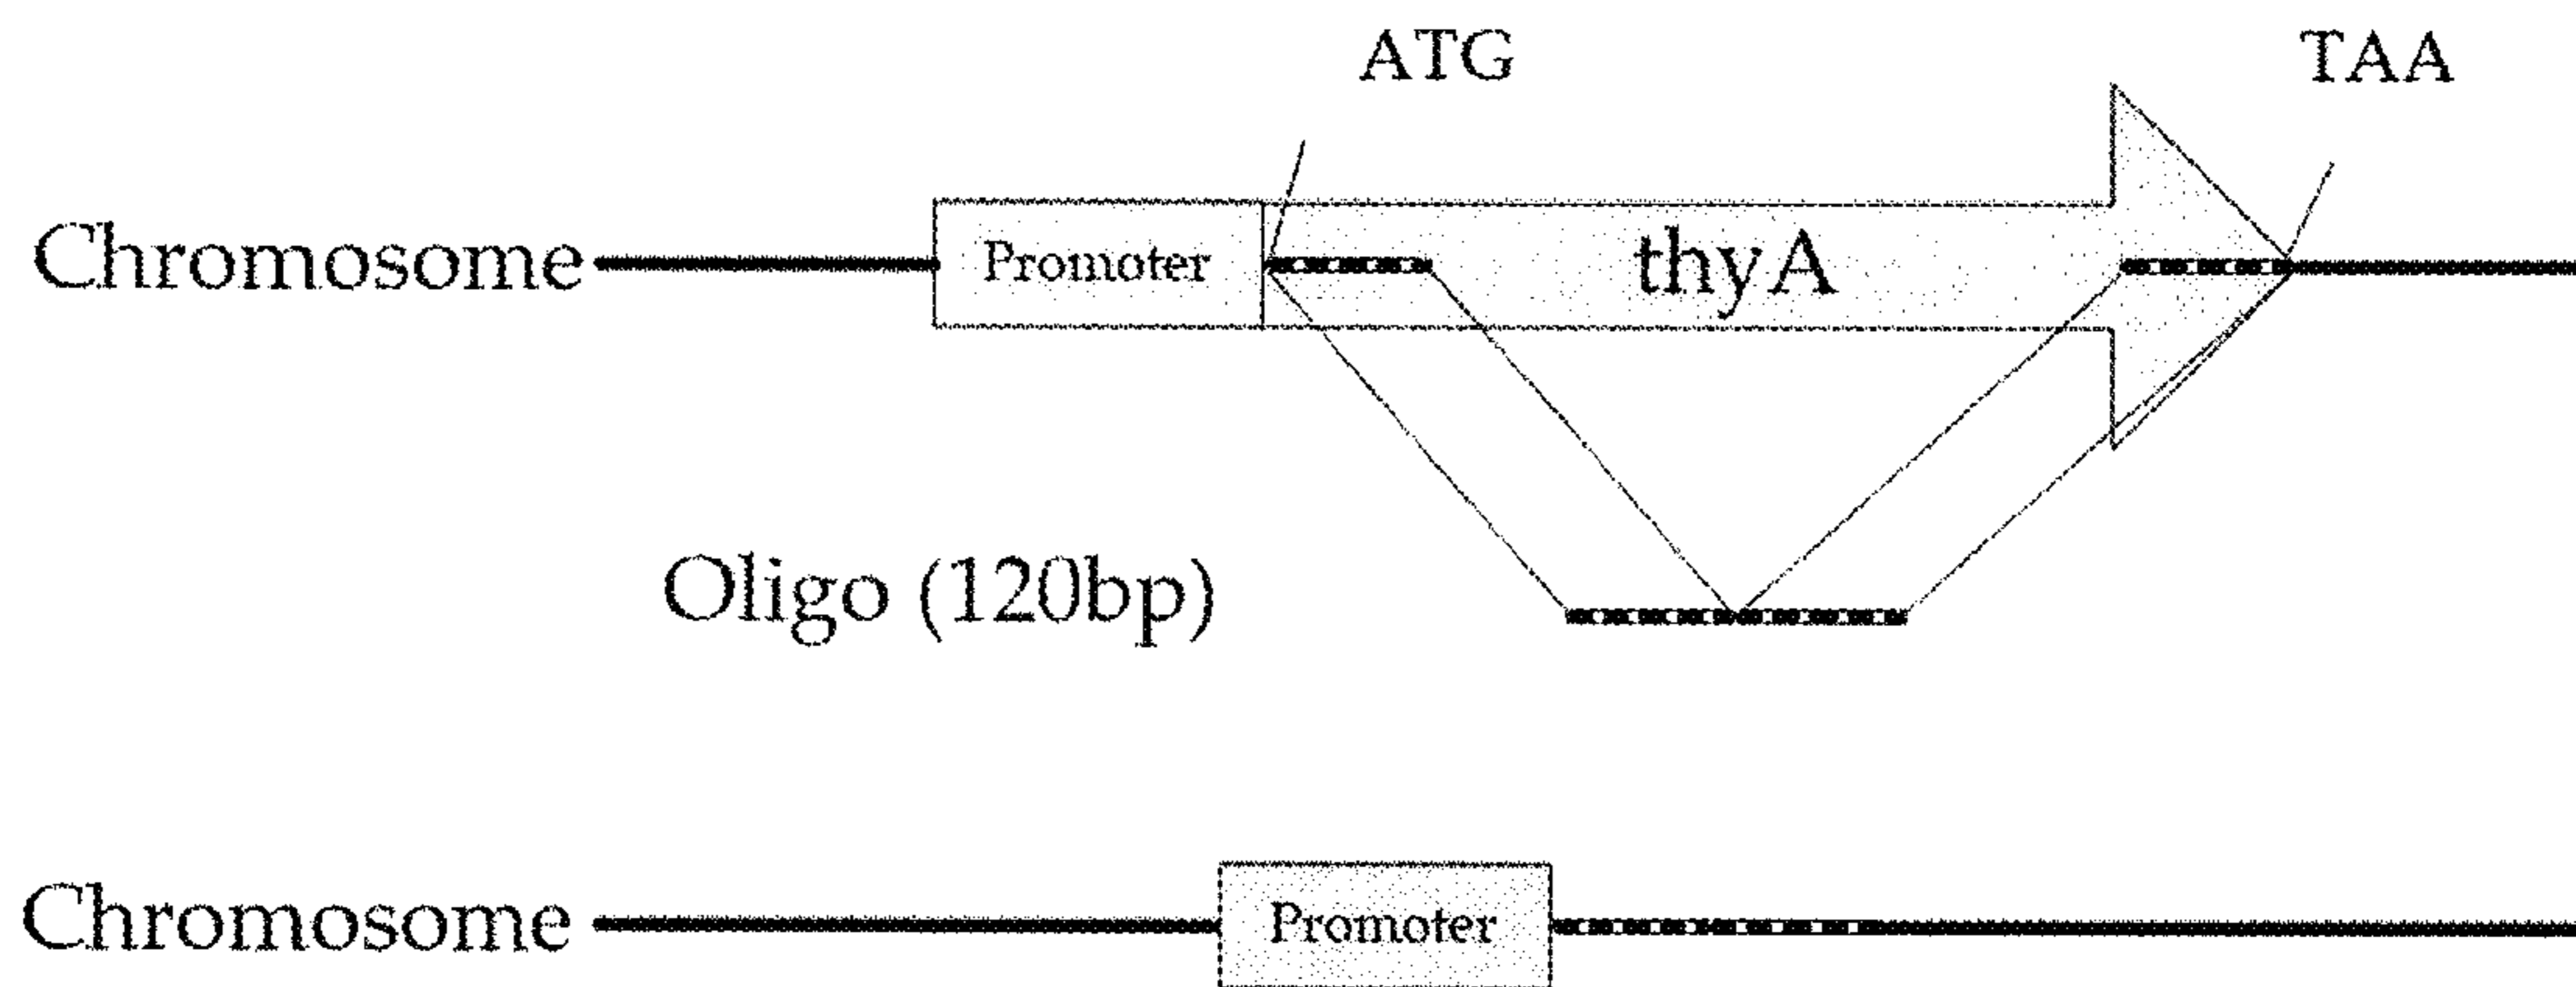 ATG
TAA
Chromosome
Promoter
thyA
Oligo (120bp)
Chromosome
Promoter